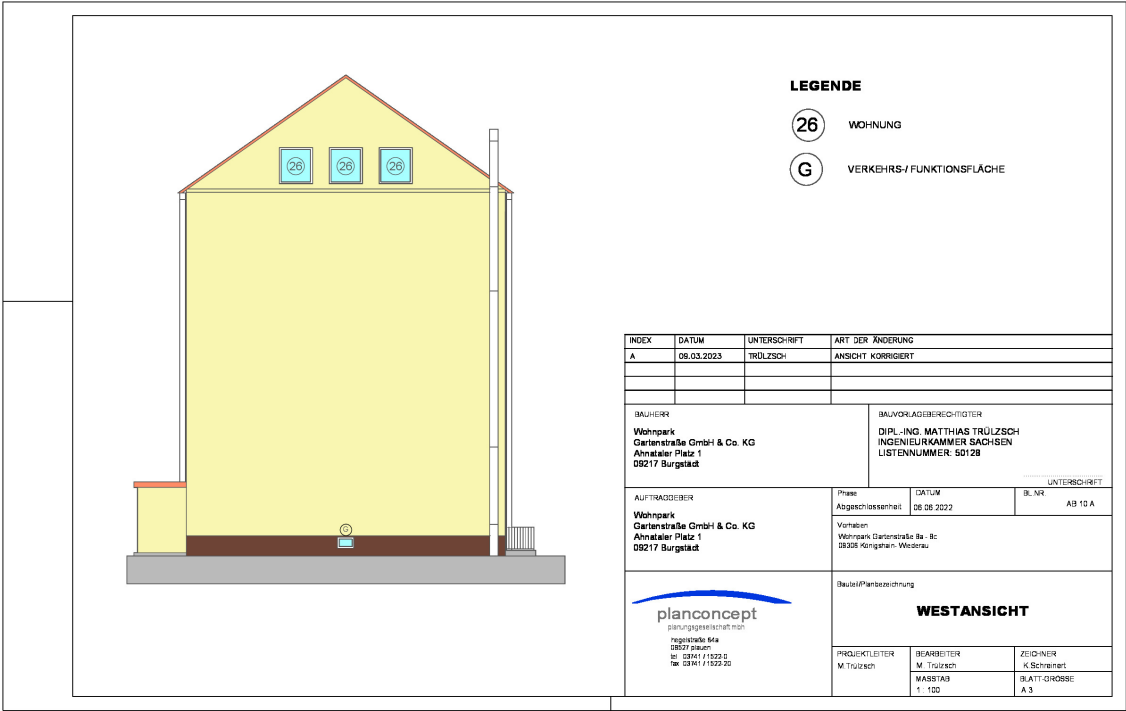 LEGENDE
26 WOHNUNG
G VERKEHRS-/ FUNKTIONSFLÄCHE
26 26 26
G
INDEX DATUM UNTERSCHRIFT ART DER ÄNDERUNG
A 09.03.2023 TRÜLZSCH ANSICHT KORRIGIERT
BAUHERR
Wohnpark
Gartenstraße GmbH & Co. KG
Ahnataler Platz 1
09217 Burgstädt
BAUVORLAGEBERECHTIGTER
DIPL.-ING. MATTHIAS TRÜLZSCH
INGENIEURKAMMER SACHSEN
LISTENNUMMER: 50128
UNTERSCHRIFT
AUFTRAGGEBER
Wohnpark
Gartenstraße GmbH & Co. KG
Ahnataler Platz 1
09217 Burgstädt
Phase DATUM BL.NR.
Abgeschlossenheit 08.06.2022 AB 10 A
Vorhaben
Wohnpark Gartenstraße 8a - 8c
09306 Königshain- Wiederau
planconcept
planungsgesellschaft mbh
hegelstraße 64a
08527 plauen
tel 03741 / 1522-0
fax 03741 / 1522-20
Bauteil/Planbezeichnung
WESTANSICHT
PROJEKTLEITER BEARBEITER ZEICHNER
M.Trülzsch M. Trülzsch K.Schreinert
MASSTAB BLATT-GRÖSSE
1 : 100 A 3